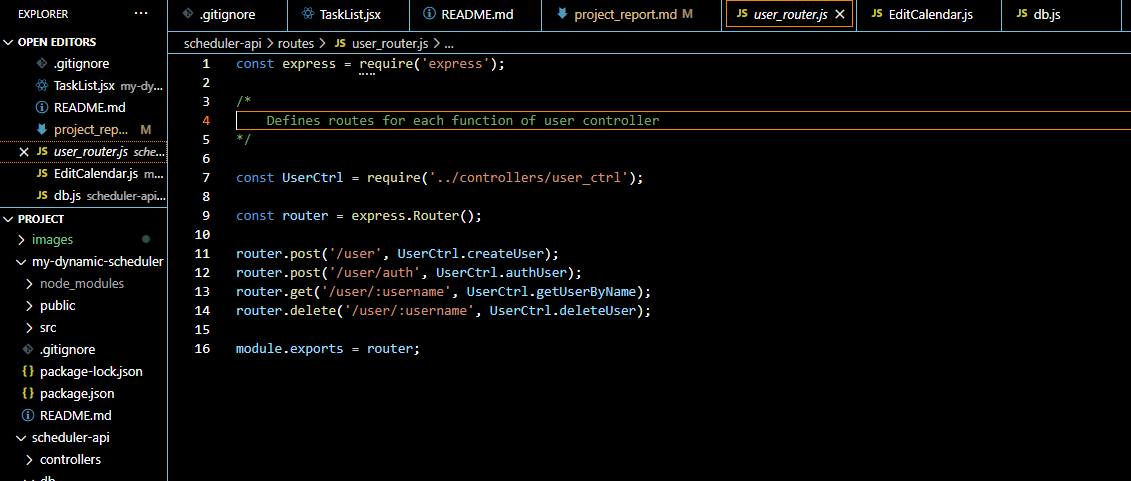 EXPLORER ...
OPEN EDITORS
.gitignore
TaskList.jsx my-dy...
README.md
project_rep... M
user_router.js sche...
EditCalendar.js m...
db.js scheduler-api...
PROJECT
images
my-dynamic-scheduler
node_modules
public
src
.gitignore
package-lock.json
package.json
README.md
scheduler-api
controllers
db
.gitignore TaskList.jsx README.md project_report.md M JS user_router.js JS EditCalendar.js JS db.js
scheduler-api > routes > JS user_router.js > ...
1 const express = require('express');
2
3 /*
4 Defines routes for each function of user controller
5 */
6
7 const UserCtrl = require('../controllers/user_ctrl');
8
9 const router = express.Router();
10
11 router.post('/user', UserCtrl.createUser);
12 router.post('/user/auth', UserCtrl.authUser);
13 router.get('/user/:username', UserCtrl.getUserByName);
14 router.delete('/user/:username', UserCtrl.deleteUser);
15
16 module.exports = router;